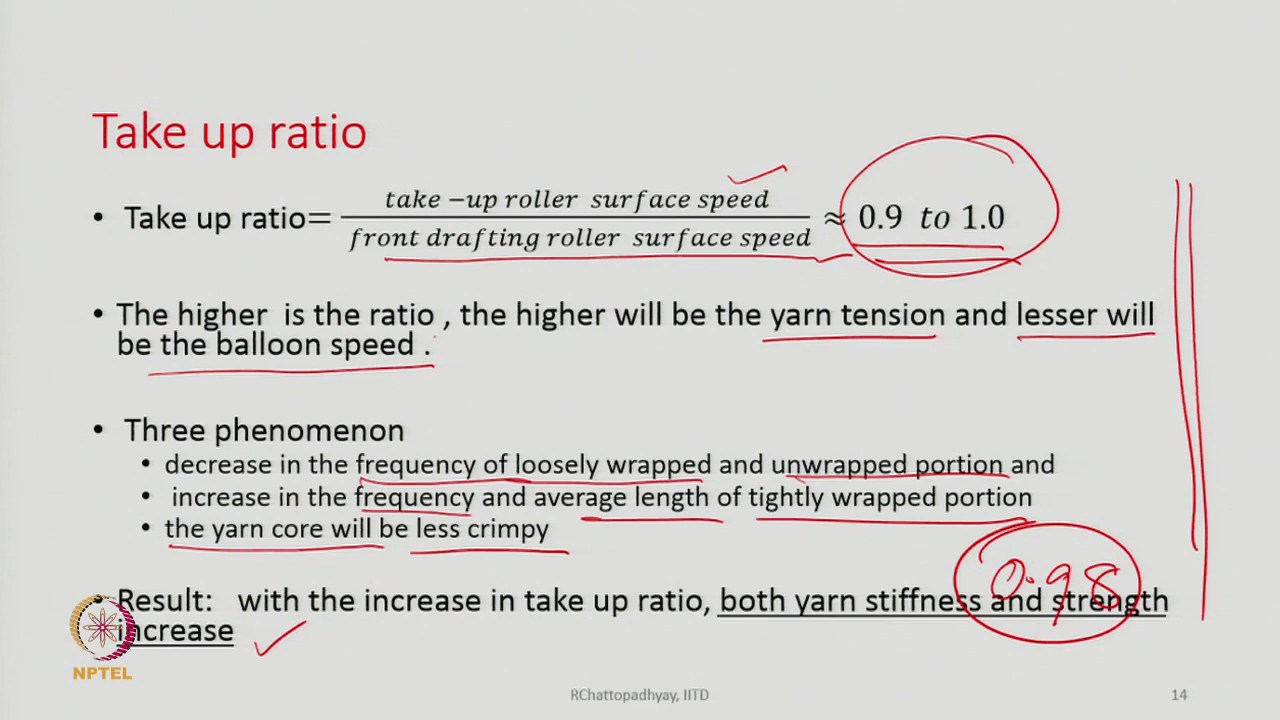 Take up ratio
• Take up ratio= take −up roller surface speed / front drafting roller surface speed ≈ 0.9 to 1.0
• The higher is the ratio , the higher will be the yarn tension and lesser will
be the balloon speed .
• Three phenomenon
• decrease in the frequency of loosely wrapped and unwrapped portion and
• increase in the frequency and average length of tightly wrapped portion
• the yarn core will be less crimpy
0.98
Result: with the increase in take up ratio, both yarn stiffness and strength
increase
NPTEL
RChattopadhyay, IITD
14